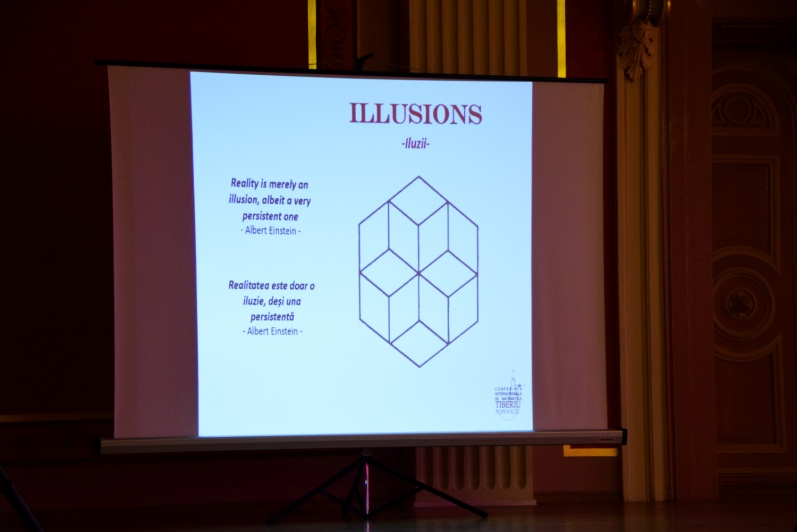 ILLUSIONS
-Iluzii-
Reality is merely an
illusion, albeit a very
persistent one
- Albert Einstein -
Realitatea este doar o
iluzie, deși una
persistentă
- Albert Einstein -
TIBERIU